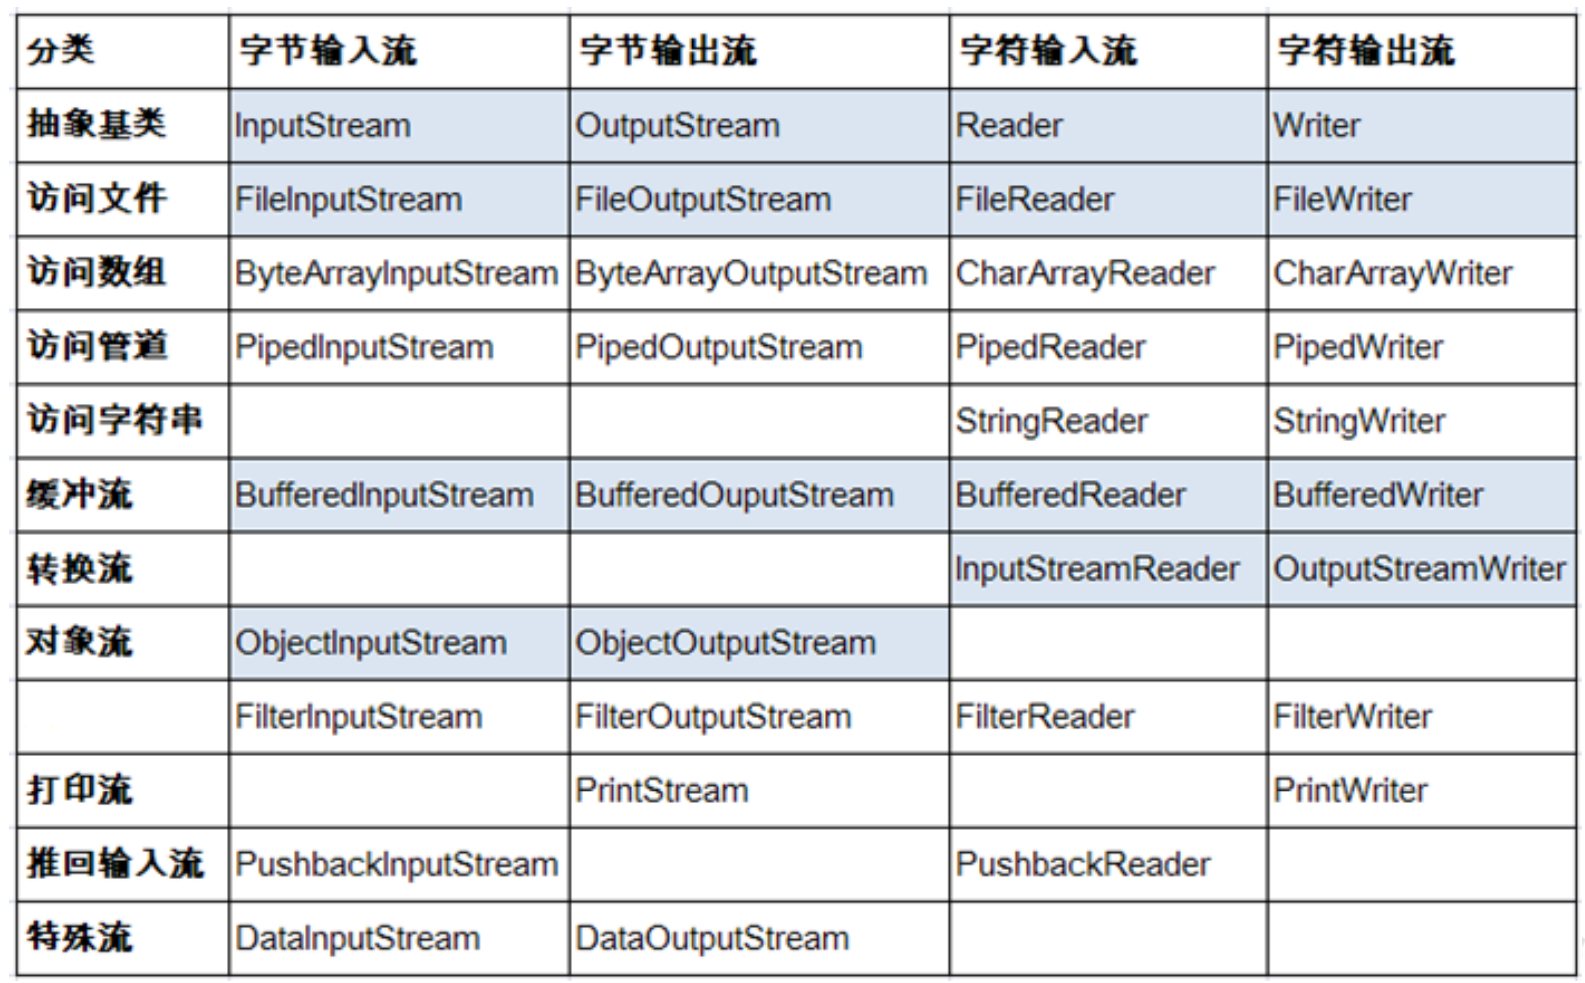 分类 字节输入流 字节输出流 字符输入流 字符输出流
抽象基类 InputStream OutputStream Reader Writer
访问文件 FileInputStream FileOutputStream FileReader FileWriter
访问数组 ByteArrayInputStream ByteArrayOutputStream CharArrayReader CharArrayWriter
访问管道 PipedInputStream PipedOutputStream PipedReader PipedWriter
访问字符串 StringReader StringWriter
缓冲流 BufferedInputStream BufferedOuputStream BufferedReader BufferedWriter
转换流 InputStreamReader OutputStreamWriter
对象流 ObjectInputStream ObjectOutputStream
FilterInputStream FilterOutputStream FilterReader FilterWriter
打印流 PrintStream PrintWriter
推回输入流 PushbackInputStream PushbackReader
特殊流 DataInputStream DataOutputStream